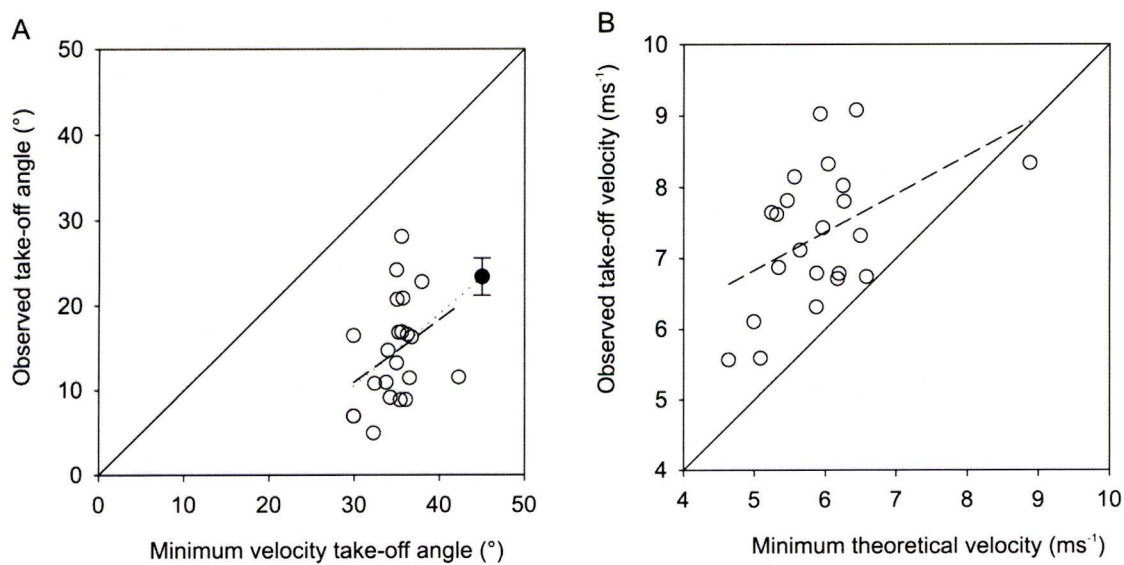 A
50
40
30
20
10
0
0 10 20 30 40 50
Observed take-off angle (°)
Minimum velocity take-off angle (°)
B
10
9
8
7
6
5
4
4 5 6 7 8 9 10
Observed take-off velocity (ms⁻¹)
Minimum theoretical velocity (ms⁻¹)